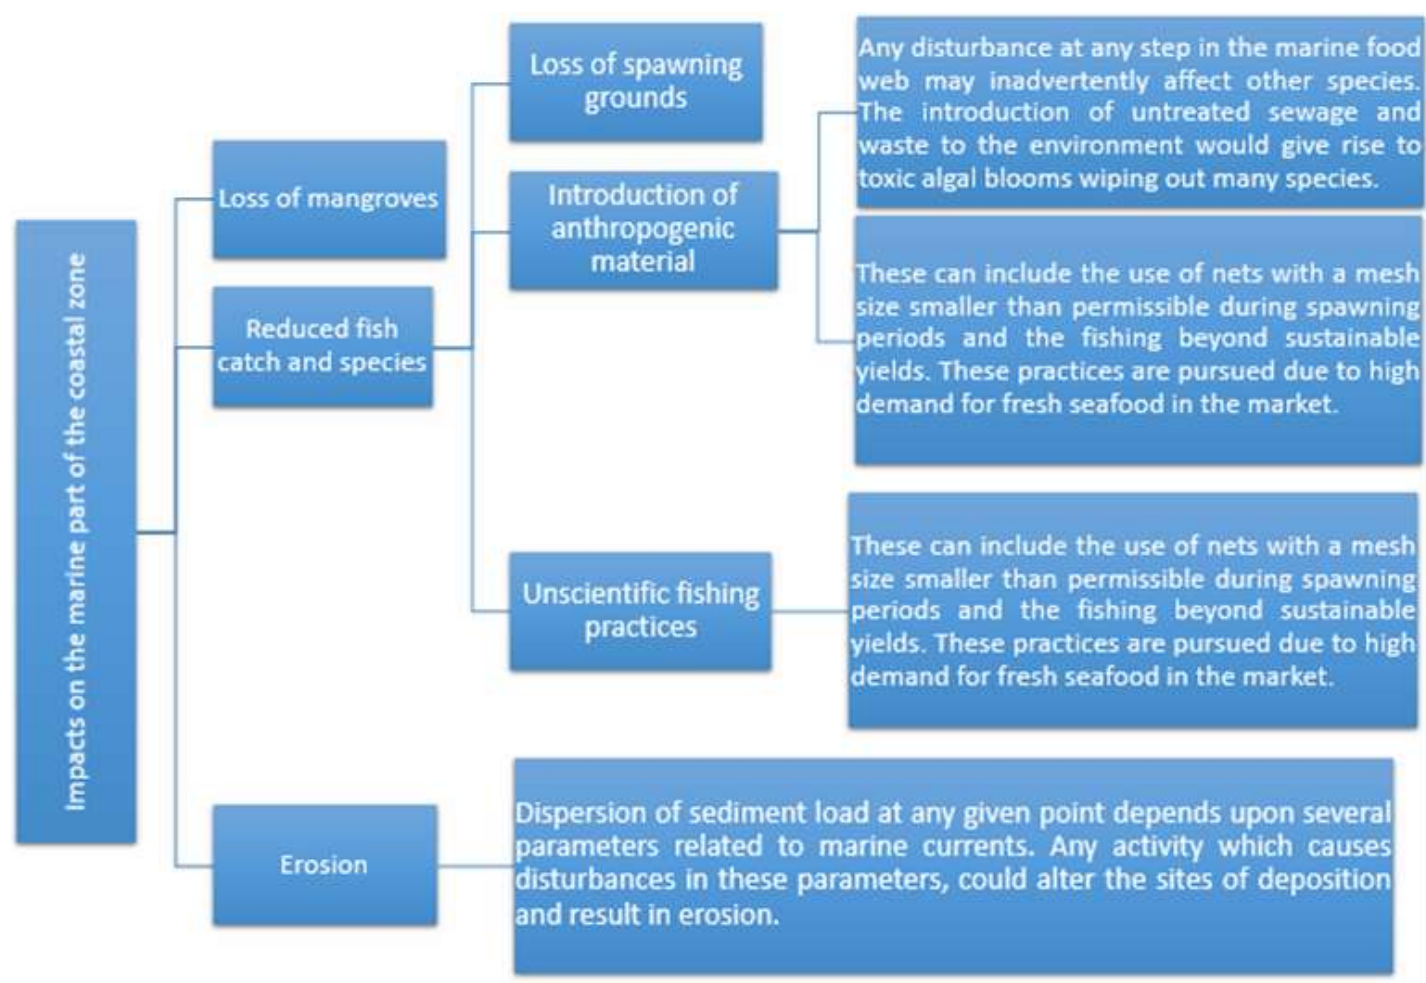 Impacts on the marine part of the coastal zone
Loss of mangroves
Reduced fish
catch and species
Erosion
Loss of spawning
grounds
Introduction of
anthropogenic
material
Unscientific fishing
practices
Any disturbance at any step in the marine food
web may inadvertently affect other species.
The introduction of untreated sewage and
waste to the environment would give rise to
toxic algal blooms wiping out many species.
These can include the use of nets with a mesh
size smaller than permissible during spawning
periods and the fishing beyond sustainable
yields. These practices are pursued due to high
demand for fresh seafood in the market.
These can include the use of nets with a mesh
size smaller than permissible during spawning
periods and the fishing beyond sustainable
yields. These practices are pursued due to high
demand for fresh seafood in the market.
Dispersion of sediment load at any given point depends upon several
parameters related to marine currents. Any activity which causes
disturbances in these parameters, could alter the sites of deposition
and result in erosion.